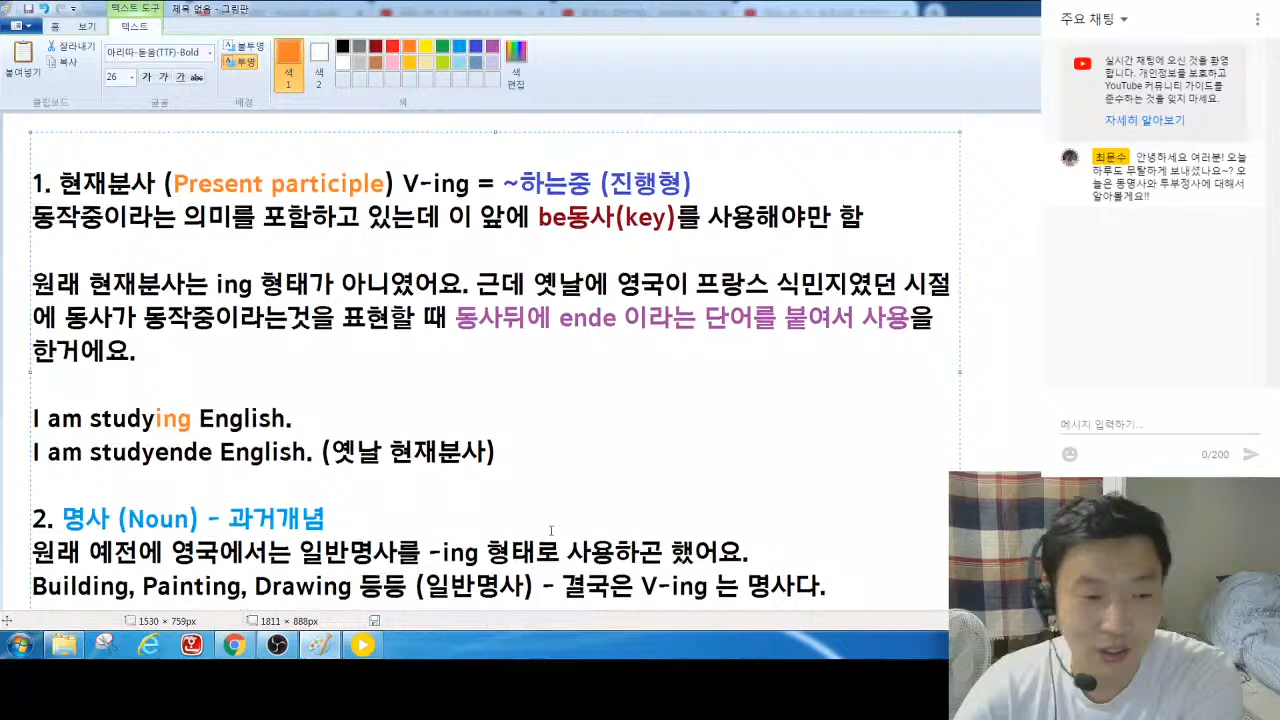 텍스트 도구
제목 없음 - 그림판
홈
보기
텍스트
붙여넣기
잘라내기
복사
클립보드
아리따-돋움(TTF)-Bold
26
가 가 가 abc
글꼴
불투명
투명
배경
색
1
색
2
색
편집
색
1. 현재분사 (Present participle) V-ing = ~하는중 (진행형)
동작중이라는 의미를 포함하고 있는데 이 앞에 be동사(key)를 사용해야만 함
원래 현재분사는 ing 형태가 아니였어요. 근데 옛날에 영국이 프랑스 식민지였던 시절
에 동사가 동작중이라는것을 표현할 때 동사뒤에 ende 이라는 단어를 붙여서 사용을
한거에요.
I am studying English.
I am studyende English. (옛날 현재분사)
2. 명사 (Noun) - 과거개념
원래 예전에 영국에서는 일반명사를 -ing 형태로 사용하곤 했어요.
Building, Painting, Drawing 등등 (일반명사) - 결국은 V-ing 는 명사다.
1530 × 759px
1811 × 888px
주요 채팅
실시간 채팅에 오신 것을 환영
합니다. 개인정보를 보호하고
YouTube 커뮤니티 가이드를
준수하는 것을 잊지 마세요.
자세히 알아보기
최문수 안녕하세요 여러분! 오늘
하루도 무탈하게 보내셨나요~? 오
늘은 동명사와 투부정사에 대해서
알아볼게요!!
메시지 입력하기...
0/200